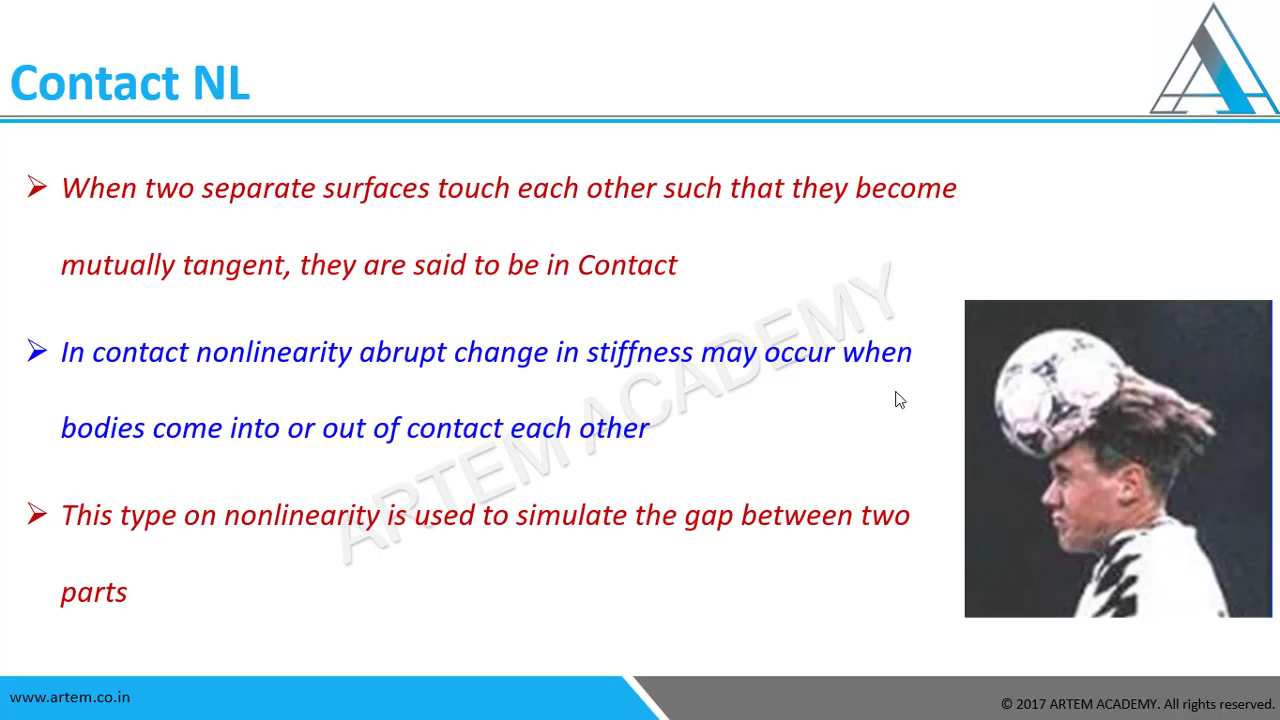 Contact NL
When two separate surfaces touch each other such that they become
mutually tangent, they are said to be in Contact
In contact nonlinearity abrupt change in stiffness may occur when
bodies come into or out of contact each other
This type on nonlinearity is used to simulate the gap between two
parts
ARTEM ACADEMY
www.artem.co.in
© 2017 ARTEM ACADEMY. All rights reserved.